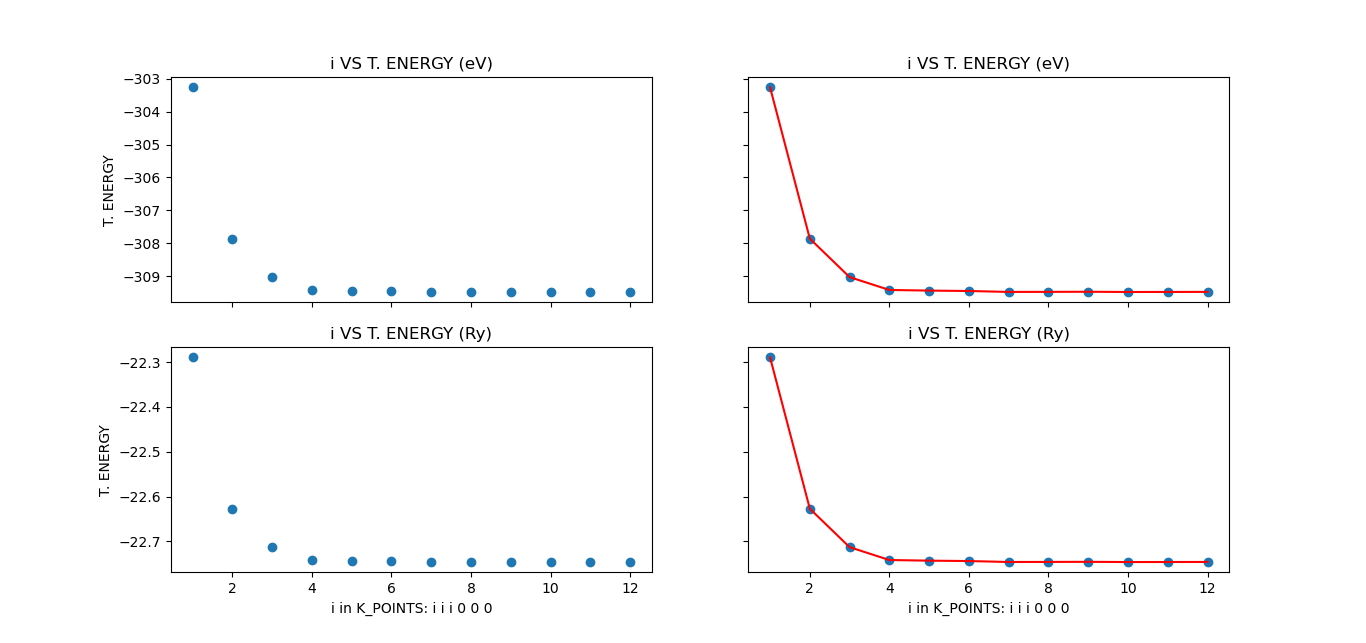 i VS T. ENERGY (eV)
i VS T. ENERGY (eV)
−303
−304
−305
−306
−307
−308
−309
T. ENERGY
i VS T. ENERGY (Ry)
i VS T. ENERGY (Ry)
−22.3
−22.4
−22.5
−22.6
−22.7
T. ENERGY
2 4 6 8 10 12
2 4 6 8 10 12
i in K_POINTS: i i i 0 0 0
i in K_POINTS: i i i 0 0 0